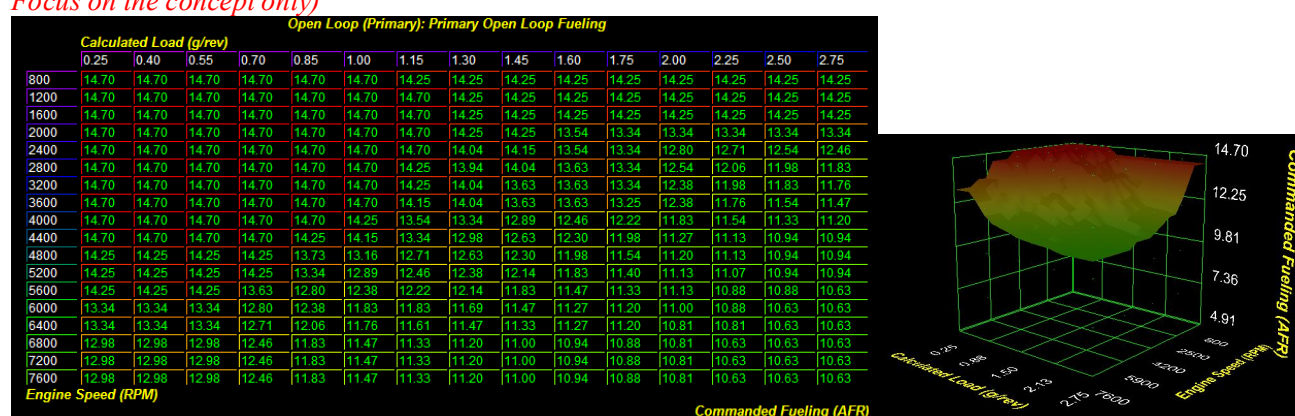 Focus on the concept only)
Open Loop (Primary): Primary Open Loop Fueling
Calculated Load (g/rev)
0.25 0.40 0.55 0.70 0.85 1.00 1.15 1.30 1.45 1.60 1.75 2.00 2.25 2.50 2.75
800 14.70 14.70 14.70 14.70 14.70 14.70 14.25 14.25 14.25 14.25 14.25 14.25 14.25 14.25 14.25
1200 14.70 14.70 14.70 14.70 14.70 14.70 14.70 14.25 14.25 14.25 14.25 14.25 14.25 14.25 14.25
1600 14.70 14.70 14.70 14.70 14.70 14.70 14.70 14.25 14.25 14.25 14.25 14.25 14.25 14.25 14.25
2000 14.70 14.70 14.70 14.70 14.70 14.70 14.70 14.25 14.25 13.54 13.34 13.34 13.34 13.34 13.34
2400 14.70 14.70 14.70 14.70 14.70 14.70 14.70 14.04 14.15 13.54 13.34 12.80 12.71 12.54 12.46
2800 14.70 14.70 14.70 14.70 14.70 14.70 14.25 13.94 14.04 13.63 13.34 12.54 12.06 11.98 11.83
3200 14.70 14.70 14.70 14.70 14.70 14.70 14.25 14.04 13.63 13.63 13.34 12.38 11.98 11.83 11.76
3600 14.70 14.70 14.70 14.70 14.70 14.70 14.15 14.04 13.63 13.63 13.25 12.38 11.76 11.54 11.47
4000 14.70 14.70 14.70 14.70 14.70 14.25 13.54 13.34 12.89 12.46 12.22 11.83 11.54 11.33 11.20
4400 14.70 14.70 14.70 14.70 14.25 14.15 13.34 12.98 12.63 12.30 11.98 11.27 11.13 10.94 10.94
4800 14.25 14.25 14.25 14.25 13.73 13.16 12.71 12.63 12.30 11.98 11.54 11.20 11.13 10.94 10.94
5200 14.25 14.25 14.25 14.25 13.34 12.89 12.46 12.38 12.14 11.83 11.40 11.13 11.07 10.94 10.94
5600 14.25 14.25 14.25 13.63 12.80 12.38 12.22 12.14 11.83 11.47 11.33 11.13 10.88 10.88 10.63
6000 13.34 13.34 13.34 12.80 12.38 11.83 11.83 11.69 11.47 11.27 11.20 11.00 10.88 10.63 10.63
6400 13.34 13.34 13.34 12.71 12.06 11.76 11.61 11.47 11.33 11.27 11.20 10.81 10.81 10.63 10.63
6800 12.98 12.98 12.98 12.46 11.83 11.47 11.33 11.20 11.00 10.94 10.88 10.81 10.63 10.63 10.63
7200 12.98 12.98 12.98 12.46 11.83 11.47 11.33 11.20 11.00 10.94 10.88 10.81 10.63 10.63 10.63
7600 12.98 12.98 12.98 12.46 11.83 11.47 11.33 11.20 11.00 10.94 10.88 10.81 10.63 10.63 10.63
Engine Speed (RPM)
Commanded Fueling (AFR)
14.70
12.25
9.81
7.36
4.91
Commanded Fueling (AFR)
0.25 0.88 1.50 2.13 2.75
Calculated Load (g/rev)
800 2500 4200 5900 7600
Engine Speed (RPM)